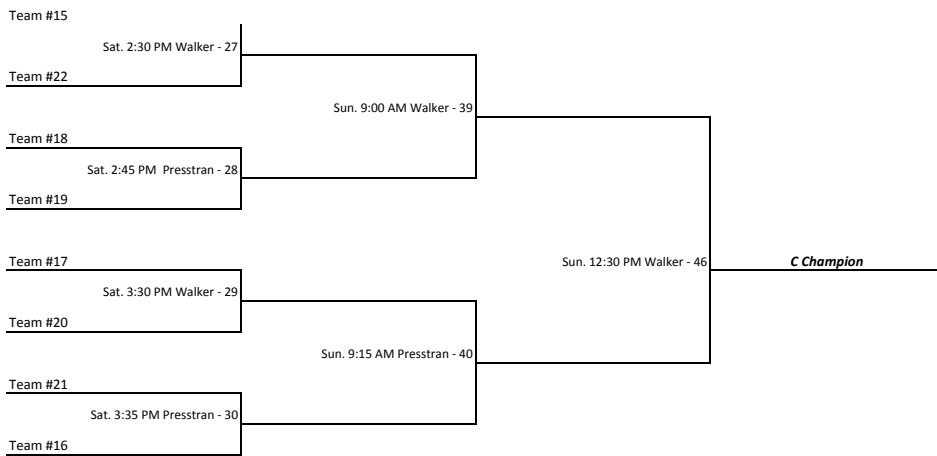 Team #15
Sat. 2:30 PM Walker - 27
Team #22
Sun. 9:00 AM Walker - 39
Team #18
Sat. 2:45 PM  Presstran - 28
Team #19
Team #17
Sun. 12:30 PM Walker - 46
C Champion
Sat. 3:30 PM Walker - 29
Team #20
Sun. 9:15 AM Presstran - 40
Team #21
Sat. 3:35 PM Presstran - 30
Team #16